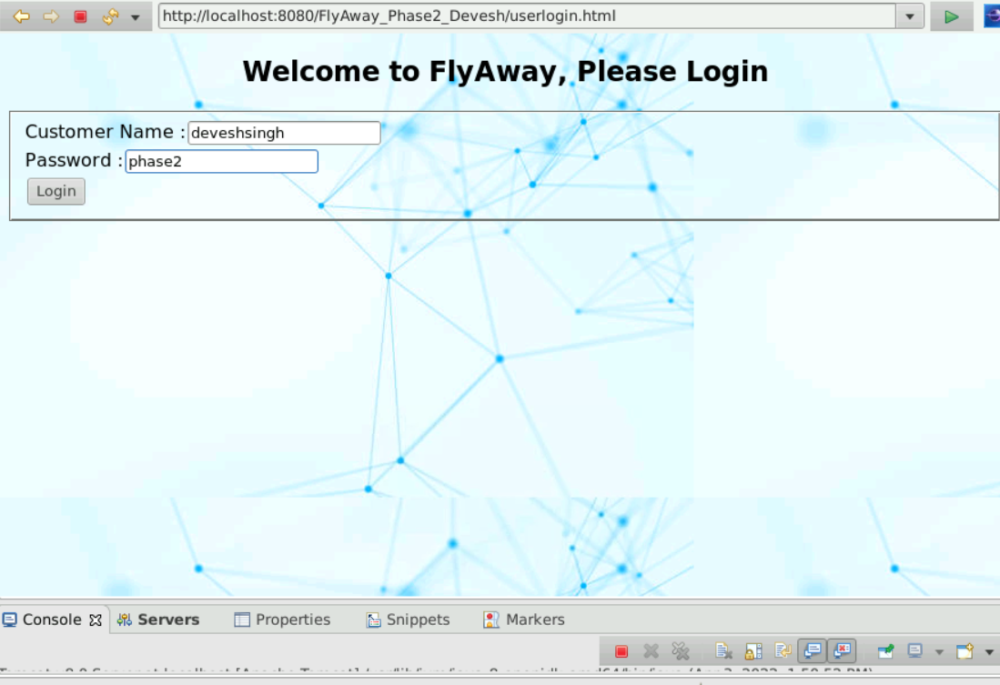 http://localhost:8080/FlyAway_Phase2_Devesh/userlogin.html
Welcome to FlyAway, Please Login
Customer Name : deveshsingh
Password : phase2
Login
Console Servers Properties Snippets Markers